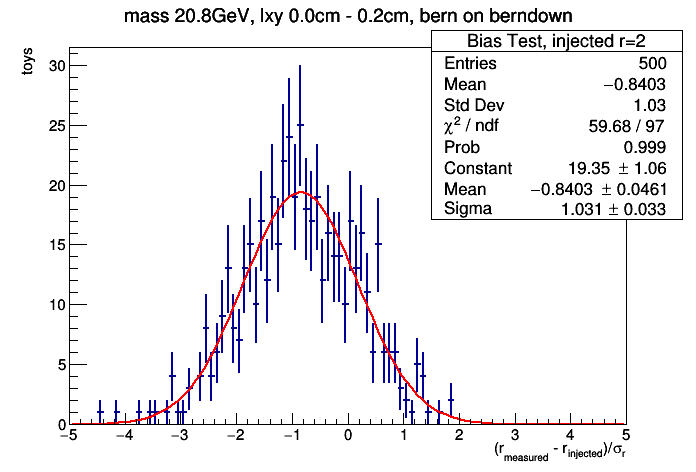 mass 20.8GeV, lxy 0.0cm - 0.2cm, bern on berndown
Bias Test, injected r=2
Entries 500
Mean −0.8403
Std Dev 1.03
χ² / ndf 59.68 / 97
Prob 0.999
Constant 19.35 ± 1.06
Mean −0.8403 ± 0.0461
Sigma 1.031 ± 0.033
toys
30
25
20
15
10
5
0
−5 −4 −3 −2 −1 0 1 2 3 4 5
(r_measured - r_injected)/σ_r